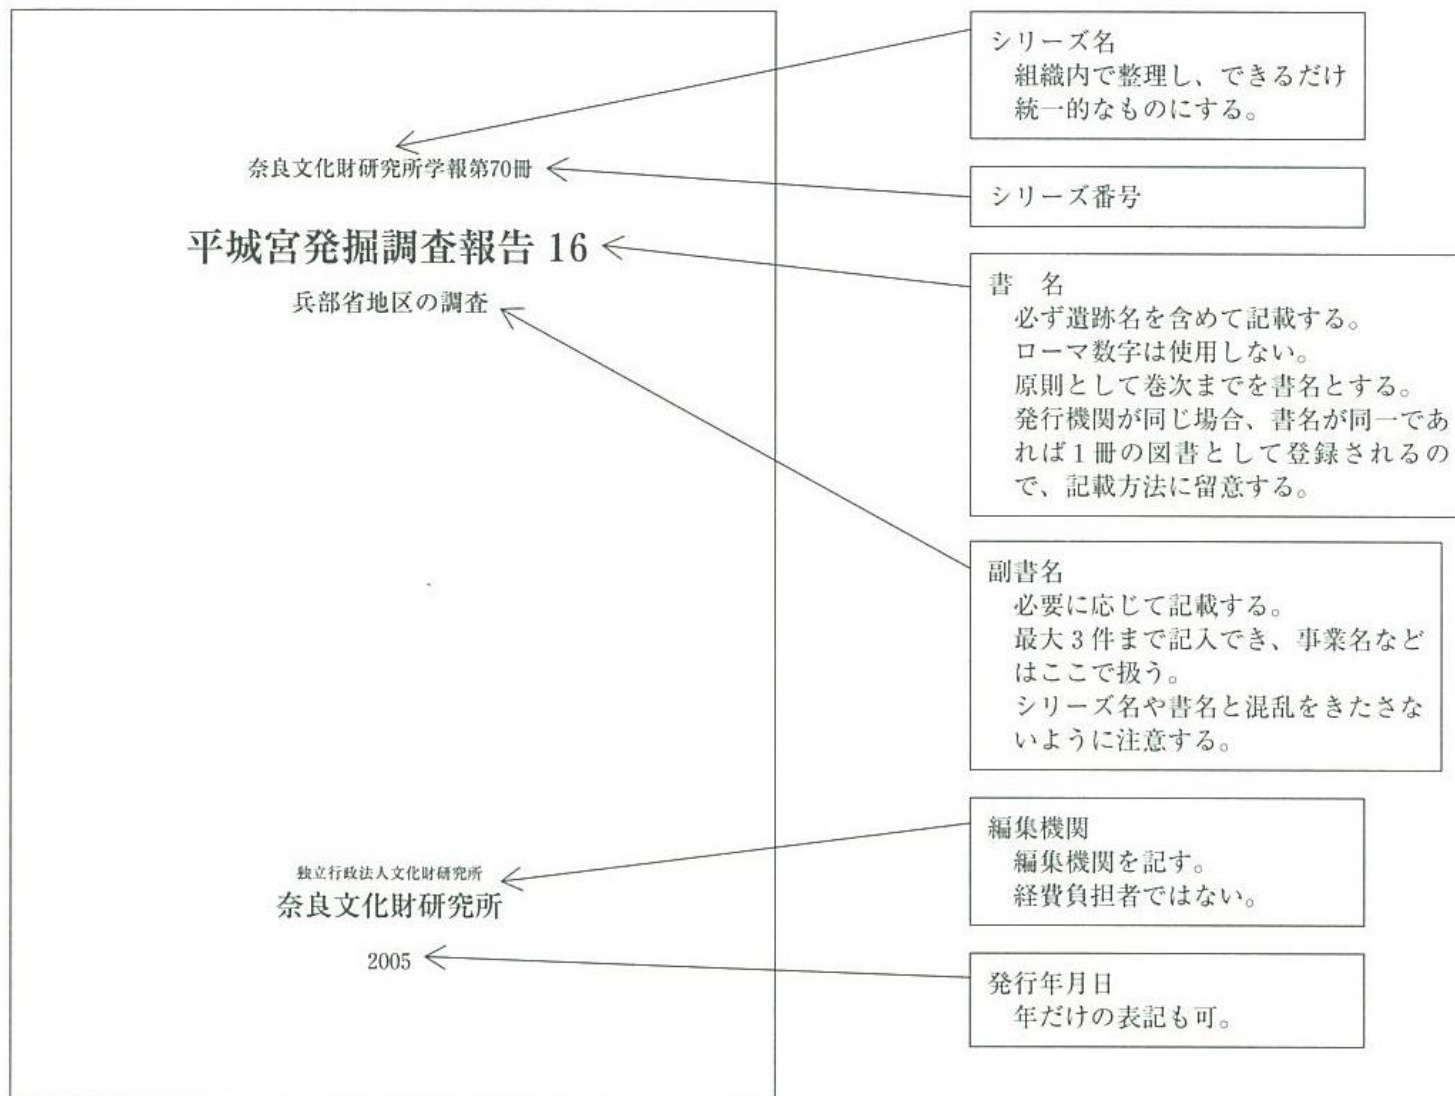 奈良文化財研究所学報第70冊
平城宮発掘調査報告 16
兵部省地区の調査
独立行政法人文化財研究所
奈良文化財研究所
2005
シリーズ名
組織内で整理し、できるだけ
統一的なものにする。
シリーズ番号
書　名
必ず遺跡名を含めて記載する。
ローマ数字は使用しない。
原則として巻次までを書名とする。
発行機関が同じ場合、書名が同一であ
れば1冊の図書として登録されるの
で、記載方法に留意する。
副書名
必要に応じて記載する。
最大3件まで記入でき、事業名など
はここで扱う。
シリーズ名や書名と混乱をきたさな
いように注意する。
編集機関
編集機関を記す。
経費負担者ではない。
発行年月日
年だけの表記も可。